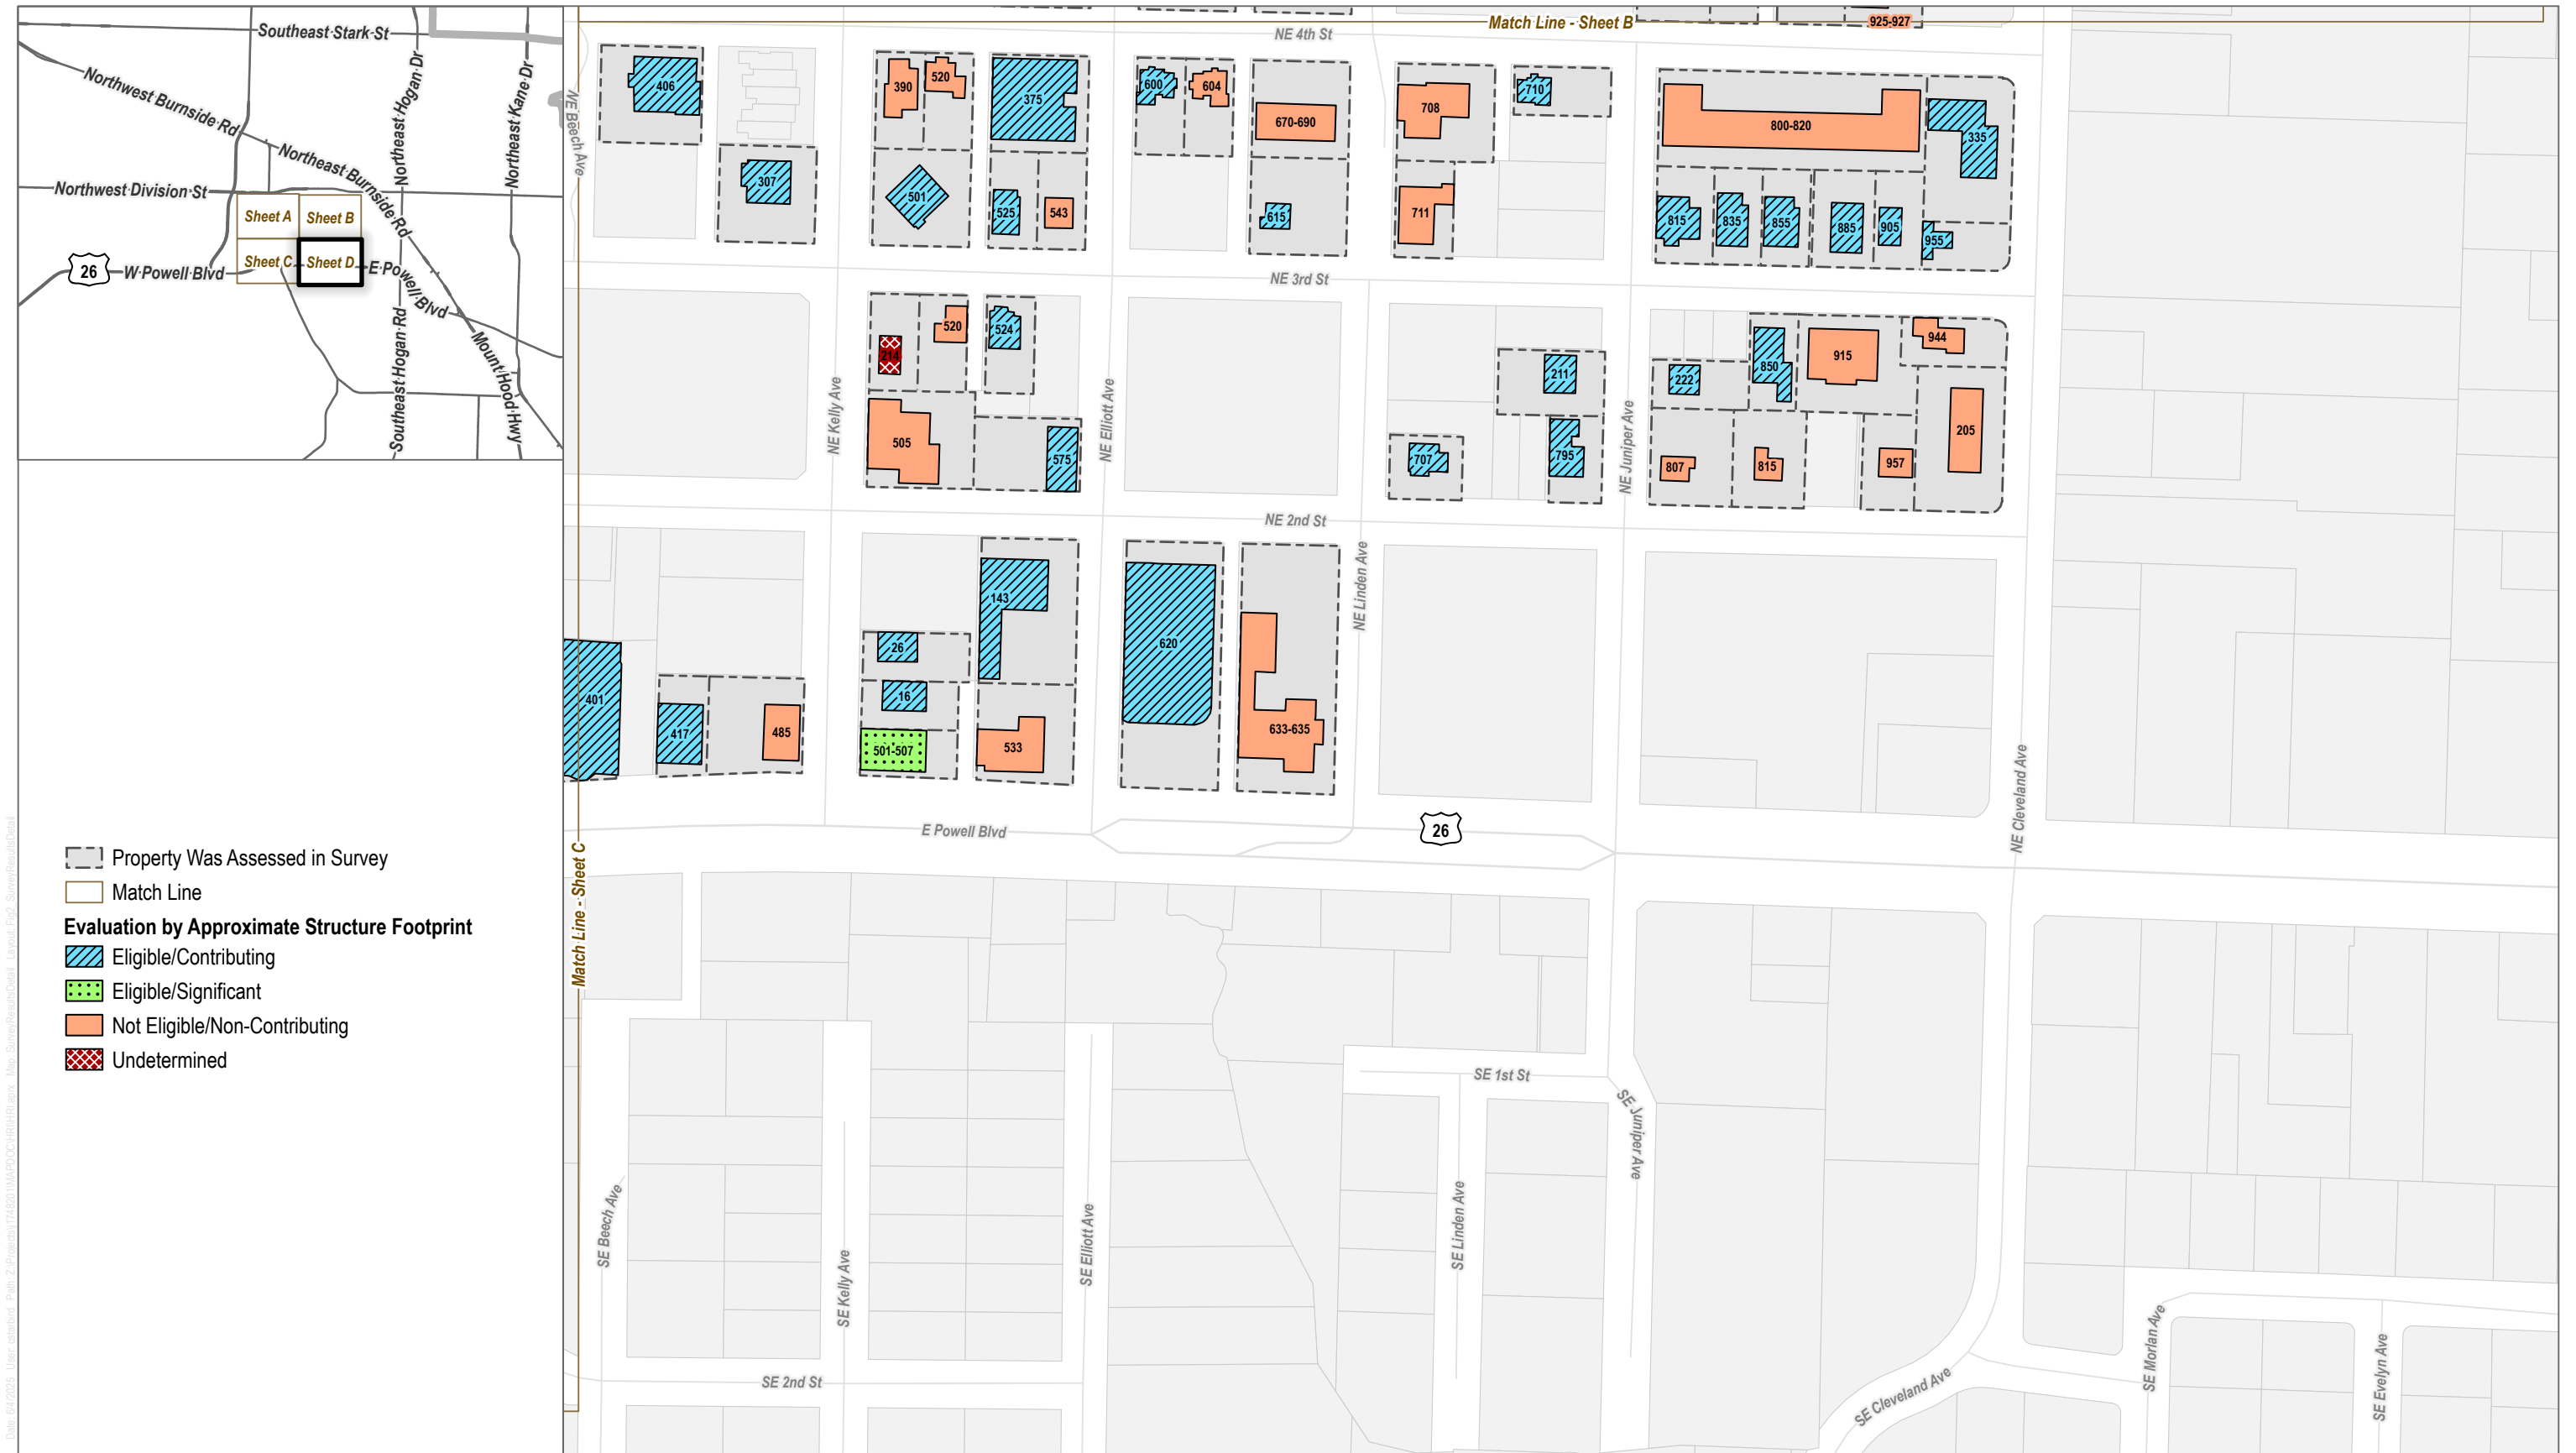 Southeast Stark St
Northwest Burnside Rd
Northeast Hogan Dr
Northeast Kane Dr
Northeast Burnside Rd
Northwest Division St
Sheet A
Sheet B
Sheet C
Sheet D
26
W Powell Blvd
E Powell Blvd
Southeast Hogan Rd
Mount Hood Hwy
Property Was Assessed in Survey
Match Line
Evaluation by Approximate Structure Footprint
Eligible/Contributing
Eligible/Significant
Not Eligible/Non-Contributing
Undetermined
Match Line - Sheet B
925-927
NE 4th St
NE Beech Ave
406
390
520
375
600
604
670-690
708
710
800-820
335
307
501
525
543
615
711
815
835
855
885
905
955
NE 3rd St
214
520
524
211
222
850
915
944
NE Kelly Ave
NE Elliott Ave
NE Juniper Ave
505
575
707
795
807
815
957
205
NE 2nd St
NE Linden Ave
143
26
620
16
401
417
485
501-507
533
633-635
NE Cleveland Ave
E Powell Blvd
26
Match Line - Sheet C
SE 1st St
SE Juniper Ave
SE Beech Ave
SE Kelly Ave
SE Elliott Ave
SE Linden Ave
SE 2nd St
SE Cleveland Ave
SE Morlan Ave
SE Evelyn Ave